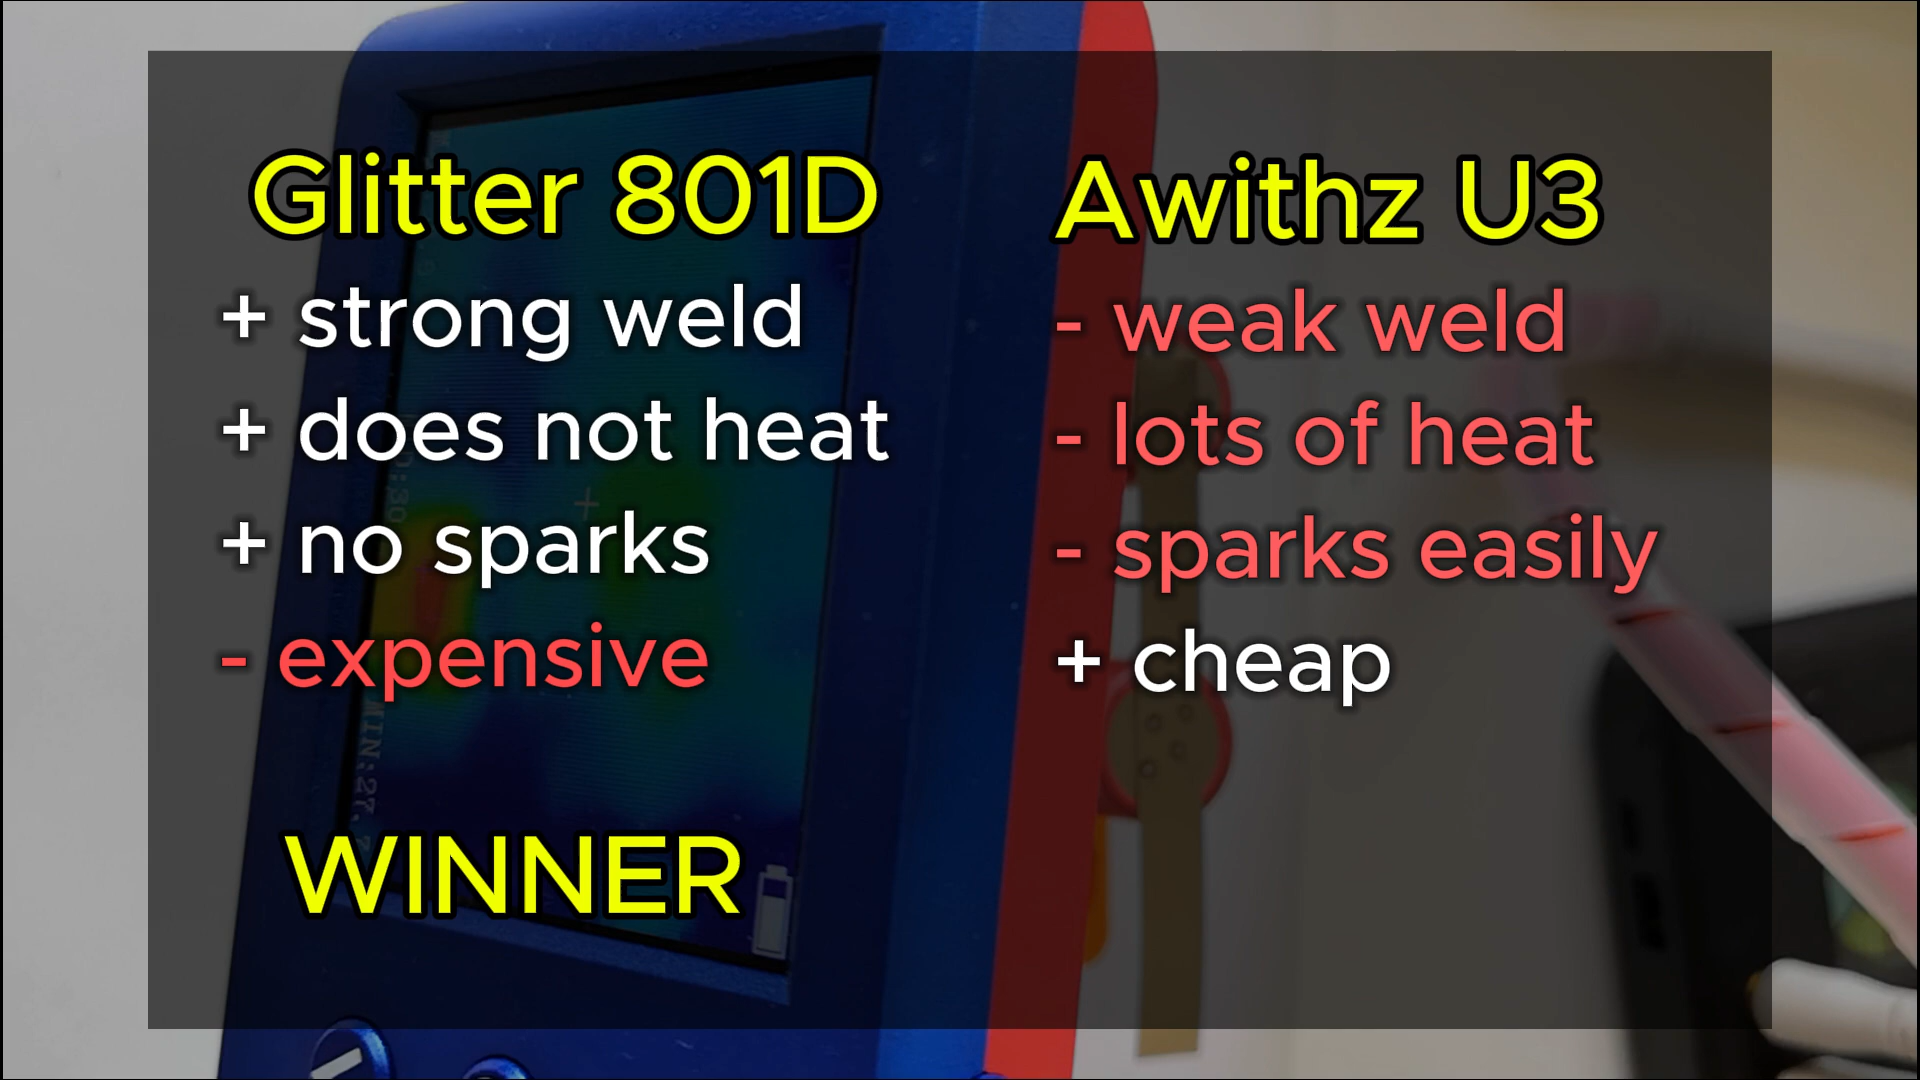 Glitter 801D
+ strong weld
+ does not heat
+ no sparks
- expensive
WINNER
Awithz U3
- weak weld
- lots of heat
- sparks easily
+ cheap